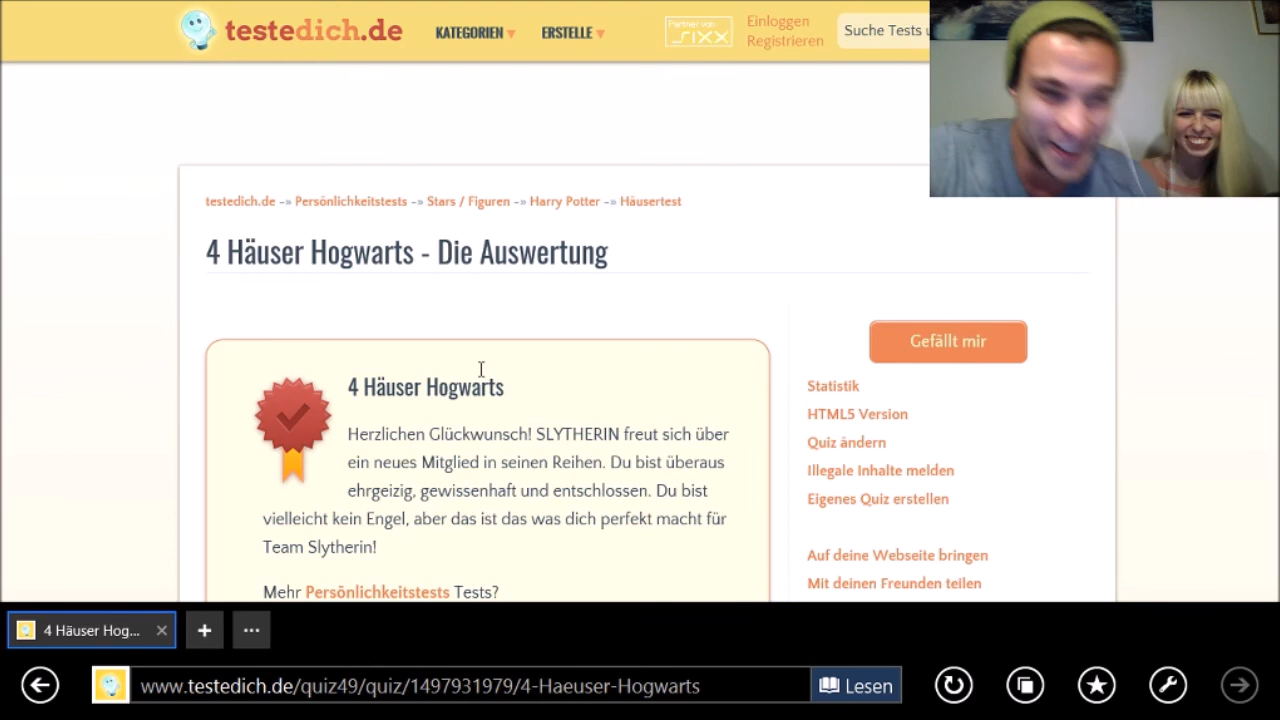 testedich.de
KATEGORIEN
ERSTELLE
Partner von
sixx
Einloggen
Registrieren
Suche Tests u
testedich.de -» Persönlichkeitstests -» Stars / Figuren -» Harry Potter -» Häusertest
4 Häuser Hogwarts - Die Auswertung
4 Häuser Hogwarts
Herzlichen Glückwunsch! SLYTHERIN freut sich über
ein neues Mitglied in seinen Reihen. Du bist überaus
ehrgeizig, gewissenhaft und entschlossen. Du bist
vielleicht kein Engel, aber das ist das was dich perfekt macht für
Team Slytherin!
Mehr Persönlichkeitstests Tests?
Gefällt mir
Statistik
HTML5 Version
Quiz ändern
Illegale Inhalte melden
Eigenes Quiz erstellen
Auf deine Webseite bringen
Mit deinen Freunden teilen
4 Häuser Hog...
www.testedich.de/quiz49/quiz/1497931979/4-Haeuser-Hogwarts
Lesen